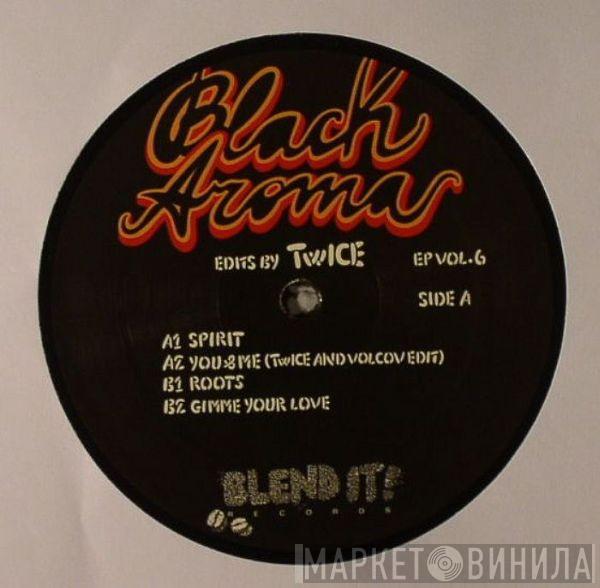 Black
Aroma
EDITS BY TWICE
EP VOL.6
SIDE A
A1 SPIRIT
A2 YOU & ME (TWICE AND VOLCOV EDIT)
B1 ROOTS
B2 GIMME YOUR LOVE
BLEND IT!
RECORDS
МАРКЕТ ВИНИЛА